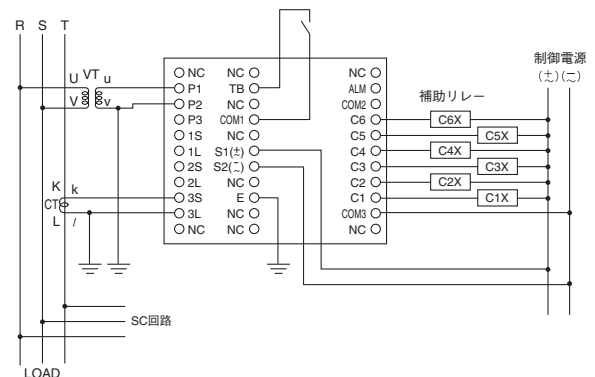 R S T
制御電源
(±)(−̃)
U VT u
V v
補助リレー
NC NC NC
P1 TB ALM
P2 NC COM2
P3 COM1 C6 C6X
1S NC C5 C5X
1L S1(±) C4 C4X
2S S2(−̃) C3 C3X
2L NC C2 C2X
K k
3S E C1 C1X
CT
3L NC COM3
L l
NC NC NC
SC回路
LOAD